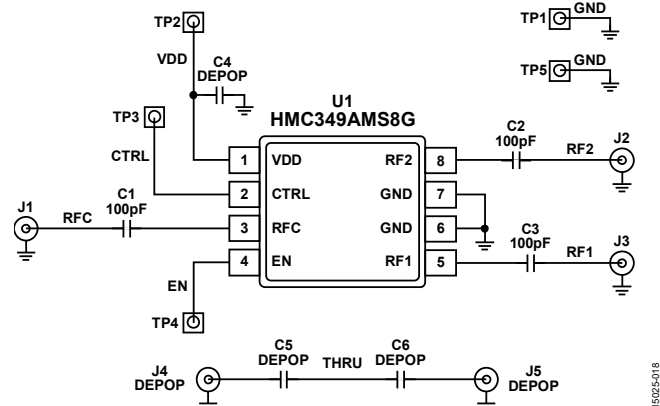 TP2
VDD
C4
DEPOP
TP1
GND
TP5
GND
U1
HMC349AMS8G
TP3
CTRL
J1
RFC
C1
100pF
1 VDD
2 CTRL
3 RFC
4 EN
RF2 8
GND 7
GND 6
RF1 5
C2
100pF
RF2
J2
C3
100pF
RF1
J3
EN
TP4
J4
DEPOP
C5
DEPOP
THRU
C6
DEPOP
J5
DEPOP
15025-018